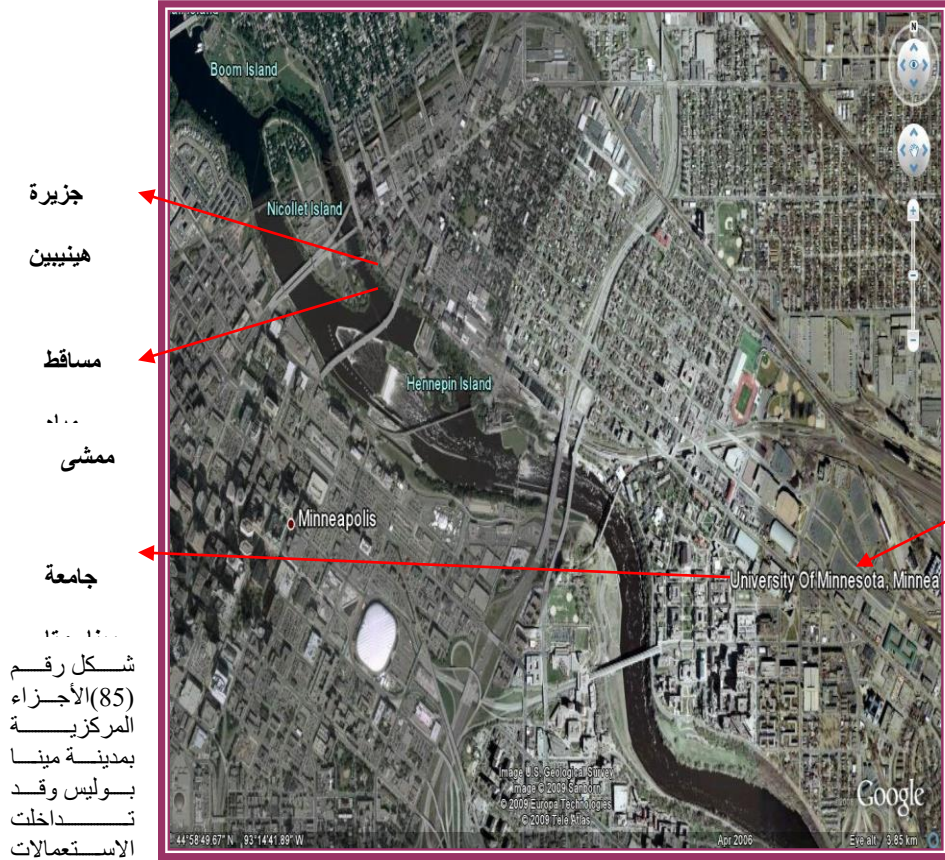 Boom Island
N
جزيرة
Nicollet Island
هينيبين
مساقط
Hennepin Island
ممشى
Minneapolis
جامعة
University Of Minnesota, Minnea
شكل رقم
(85)الأجزاء
المركزية
بمدينة مينا
بوليس وقد
تداخلت
الاستعمالات
Image U.S. Geological Survey
Image © 2009 Sanborn
© 2009 Europa Technologies
© 2009 Tele Atlas
Google
44°58'49.67" N 93°14'41.89" W
Apr 2006
Eye alt 3.85 km